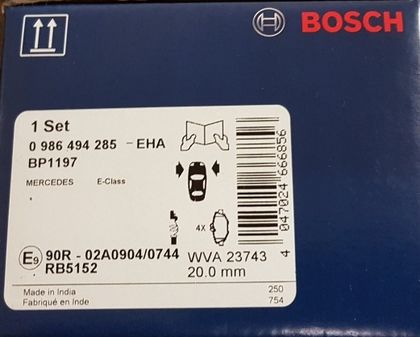 BOSCH
1 Set
0 986 494 285 - EHA
BP1197
MERCEDES E-Class
4X
4 047024 666856
E9 90R - 02A0904/0744
RB5152
WVA 23743
20.0 mm
Made in India
Fabriqué en Inde
250
754